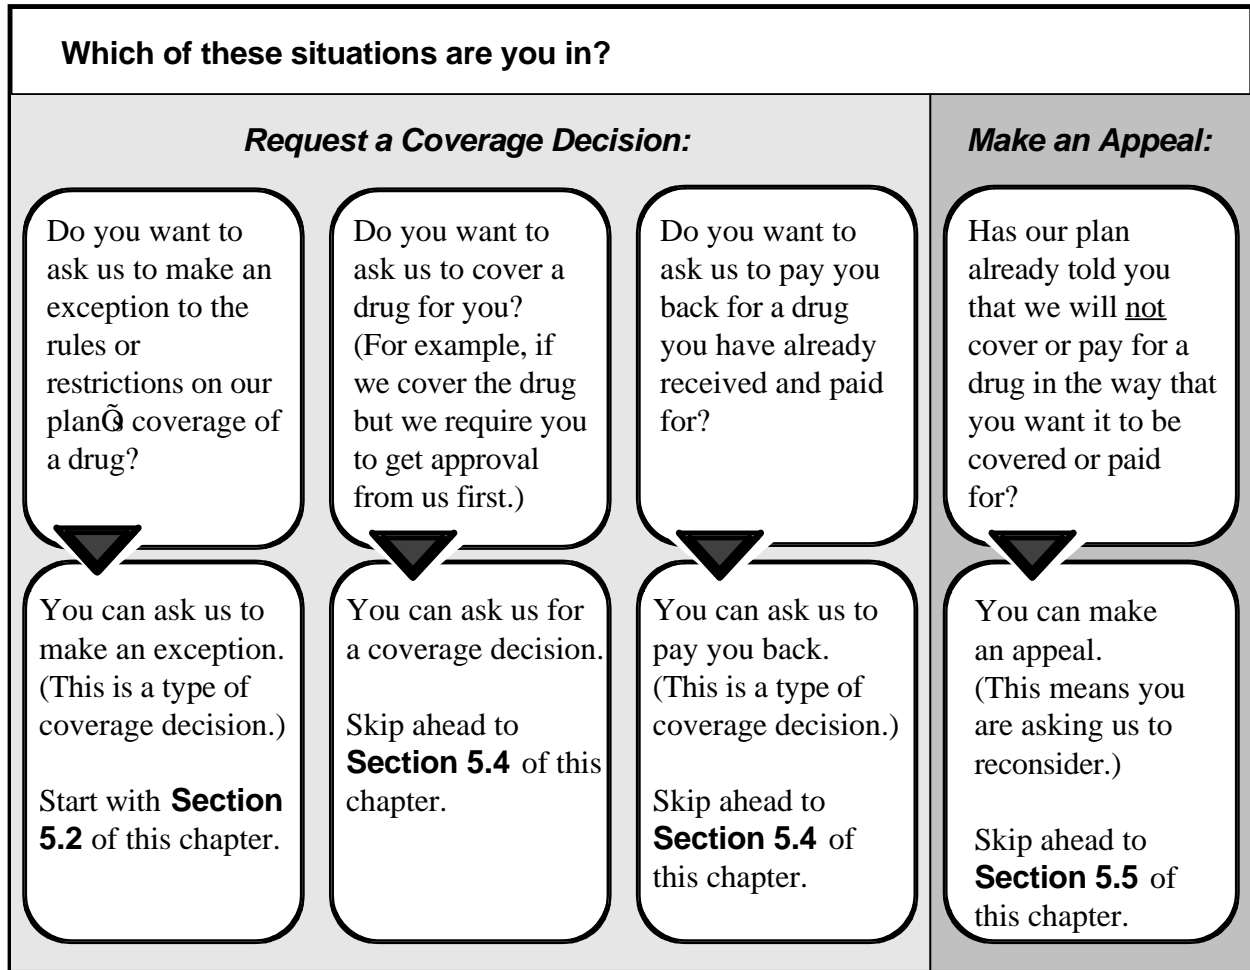 Which of these situations are you in?
Request a Coverage Decision:
Do you want to
ask us to make an
exception to the
rules or
restrictions on our
planÕs coverage of
a drug?
You can ask us to
make an exception.
(This is a type of
coverage decision.)
Start with Section
5.2 of this chapter.
Do you want to
ask us to cover a
drug for you?
(For example, if
we cover the drug
but we require you
to get approval
from us first.)
You can ask us for
a coverage decision.
Skip ahead to
Section 5.4 of this
chapter.
Do you want to
ask us to pay you
back for a drug
you have already
received and paid
for?
You can ask us to
pay you back.
(This is a type of
coverage decision.)
Skip ahead to
Section 5.4 of
this chapter.
Make an Appeal:
Has our plan
already told you
that we will not
cover or pay for a
drug in the way that
you want it to be
covered or paid
for?
You can make
an appeal.
(This means you
are asking us to
reconsider.)
Skip ahead to
Section 5.5 of
this chapter.